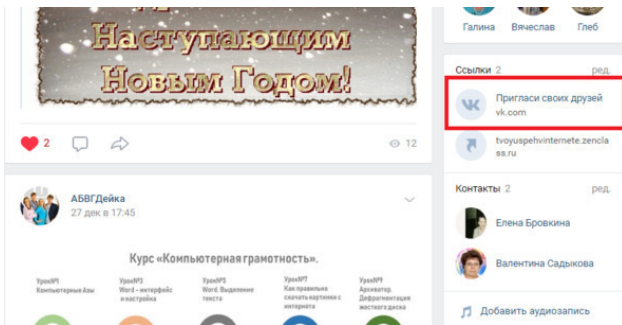 Наступающим
Новым Годом!
2
12
АБВГДейка
27 дек в 17:45
Курс «Компьютерная грамотность».
Урок№1
Компьютерные Азы
Урок№3
Word - интерфейс
и настройка
Урок№5
Word. Выделение
текста
Урок№7
Как правильно
скачать картинки с
интернета
Урок№9
Архиватор.
Дефрагментация
жесткого диска
Галина
Вячеслав
Глеб
Ссылки 2
ред.
Пригласи своих друзей
vk.com
tvoyuspehvinternete.zencla
ss.ru
Контакты 2
ред.
Елена Бровкина
Валентина Садыкова
Добавить аудиозапись